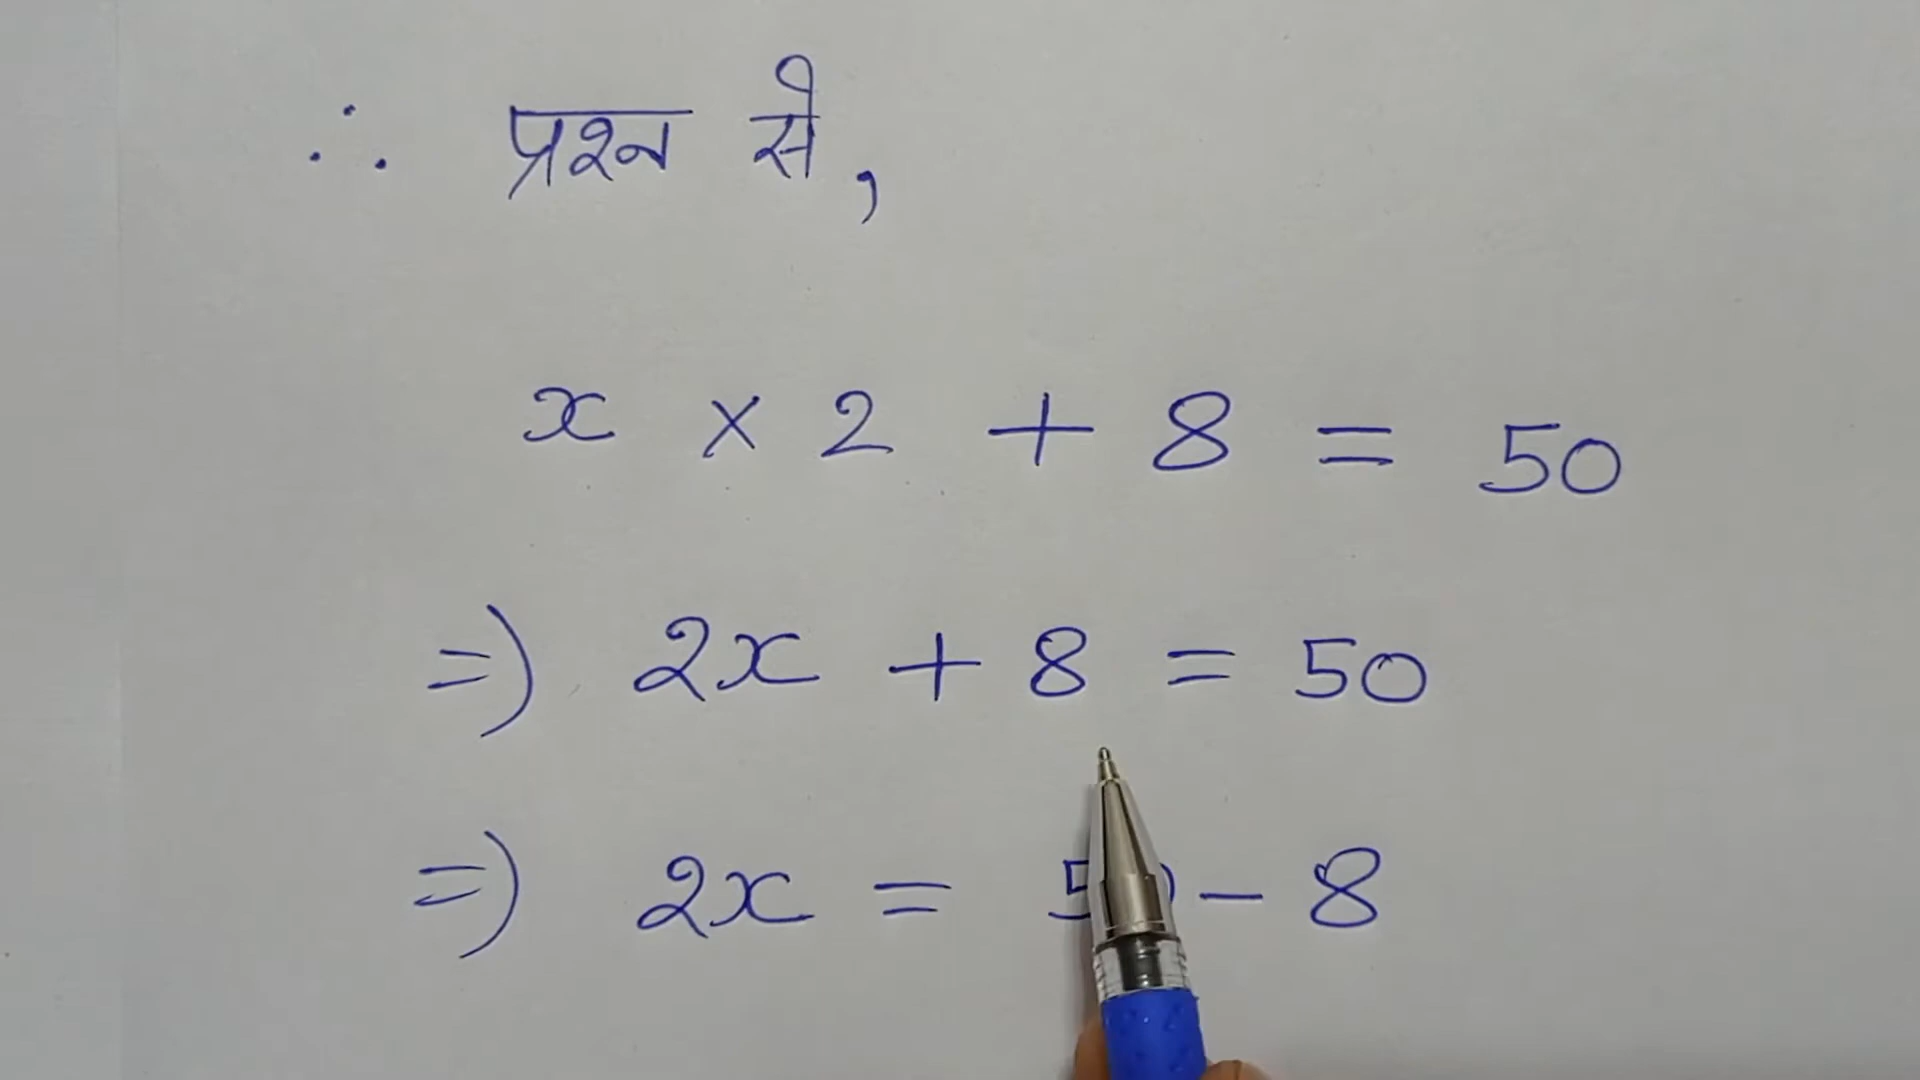 ∴ प्रश्न से,
x × 2 + 8 = 50
=) 2x + 8 = 50
=) 2x = 50 - 8